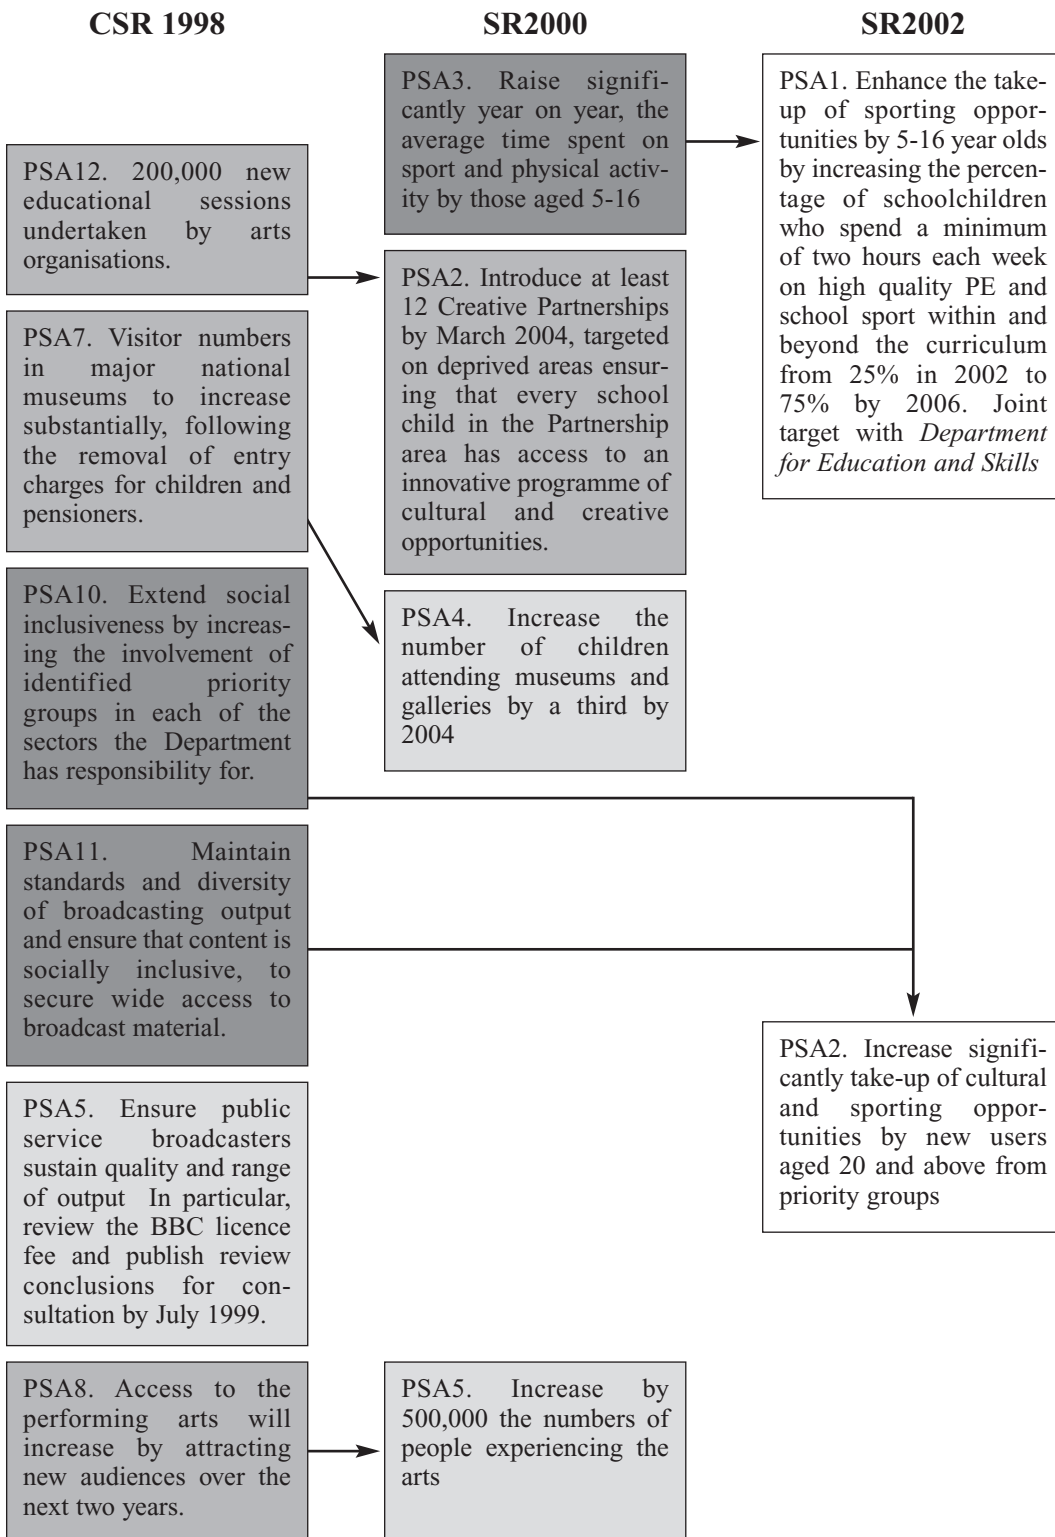 CSR 1998
SR2000
SR2002
PSA12. 200,000 new
educational sessions
undertaken by arts
organisations.
PSA7. Visitor numbers
in major national
museums to increase
substantially, following
the removal of entry
charges for children and
pensioners.
PSA10. Extend social
inclusiveness by increas-
ing the involvement of
identified priority
groups in each of the
sectors the Department
has responsibility for.
PSA11. Maintain
standards and diversity
of broadcasting output
and ensure that content is
socially inclusive, to
secure wide access to
broadcast material.
PSA5. Ensure public
service broadcasters
sustain quality and range
of output In particular,
review the BBC licence
fee and publish review
conclusions for con-
sultation by July 1999.
PSA8. Access to the
performing arts will
increase by attracting
new audiences over the
next two years.
PSA3. Raise signifi-
cantly year on year, the
average time spent on
sport and physical activ-
ity by those aged 5-16
PSA2. Introduce at least
12 Creative Partnerships
by March 2004, targeted
on deprived areas ensur-
ing that every school
child in the Partnership
area has access to an
innovative programme of
cultural and creative
opportunities.
PSA4. Increase the
number of children
attending museums and
galleries by a third by
2004
PSA5. Increase by
500,000 the numbers of
people experiencing the
arts
PSA1. Enhance the take-
up of sporting oppor-
tunities by 5-16 year olds
by increasing the percen-
tage of schoolchildren
who spend a minimum
of two hours each week
on high quality PE and
school sport within and
beyond the curriculum
from 25% in 2002 to
75% by 2006. Joint
target with Department
for Education and Skills
PSA2. Increase signifi-
cantly take-up of cultural
and sporting oppor-
tunities by new users
aged 20 and above from
priority groups